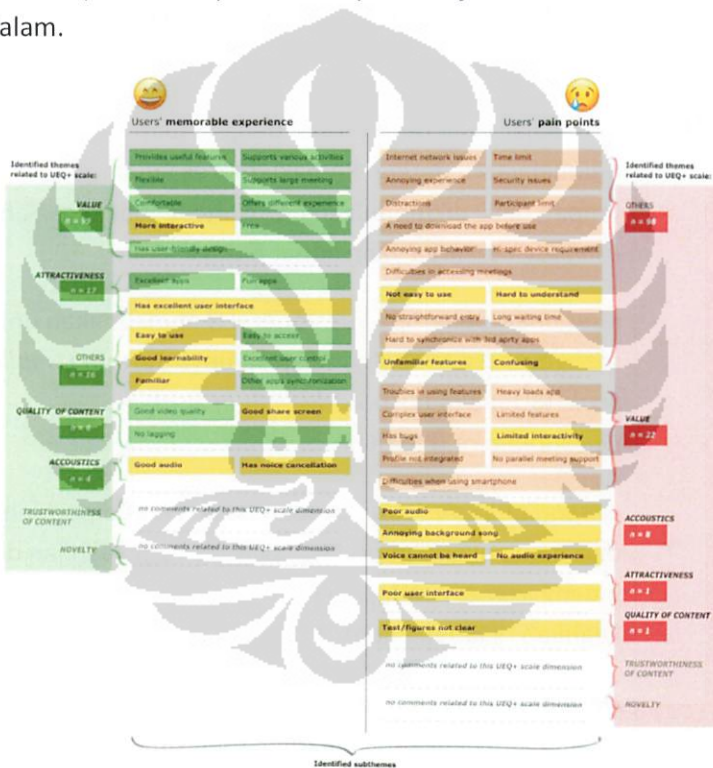 alam.
Users' memorable experience
Users' pain points
Identified themes
related to UEQ+ scale:
Identified themes
related to UEQ+ scale:
VALUE
Provides useful features
Supports various activities
Flexible
Supports large meeting
Comfortable
Offers different experience
More interactive
Free
Has user-friendly design
ATTRACTIVENESS
n = 17
Excellent apps
Fun apps
Has excellent user interface
OTHERS
n = 16
Easy to use
Easy to access
Good learnability
Excellent user control
Familiar
Other apps synchronization
QUALITY OF CONTENT
Good video quality
Good share screen
No lagging
ACCOUSTICS
n = 4
Good audio
Has noice cancellation
TRUSTWORTHINESS
OF CONTENT
no comments related to this UEQ+ scale dimension
NOVELTY
no comments related to this UEQ+ scale dimension
Internet network issues
Time limit
Annoying experience
Security issues
Distractions
Participant limit
A need to download the app before use
Annoying app behavior
Hi-spec device requirement
Difficulties in accessing meetings
Not easy to use
Hard to understand
No straightforward entry
Long waiting time
Hard to synchronize with 3rd aprty apps
Unfamiliar features
Confusing
OTHERS
n = 98
Troubles in using features
Heavy loads app
Complex user interface
Limited features
Has bugs
Limited interactivity
Profile not integrated
No parallel meeting support
Difficulties when using smartphone
VALUE
n = 22
Poor audio
Annoying background song
Voice cannot be heard
No audio experience
ACCOUSTICS
n = 8
Poor user interface
ATTRACTIVENESS
n = 1
Text/figures not clear
QUALITY OF CONTENT
n = 1
no comments related to this UEQ+ scale dimension
TRUSTWORTHINESS
OF CONTENT
no comments related to this UEQ+ scale dimension
NOVELTY
Identified subthemes